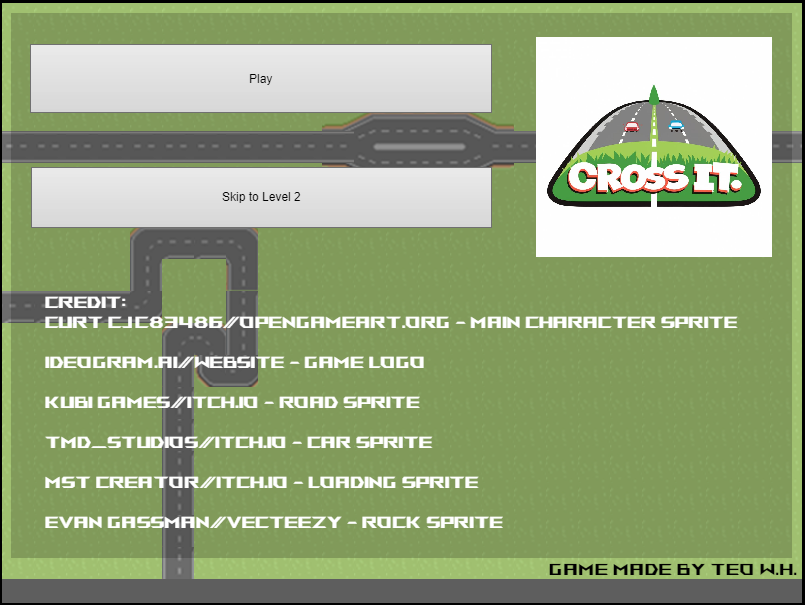 Play
CROSS IT.
Skip to Level 2
CREDIT:
CURT CJC83486//OPENGAMEART.ORG - MAIN CHARACTER SPRITE
IDEOGRAM.AI//WEBSITE - GAME LOGO
KUBI GAMES//ITCH.IO - ROAD SPRITE
TMD_STUDIOS//ITCH.IO - CAR SPRITE
MST CREATOR//ITCH.IO - LOADING SPRITE
EVAN GASSMAN//VECTEEZY - ROCK SPRITE
GAME MADE BY TEO W.H.